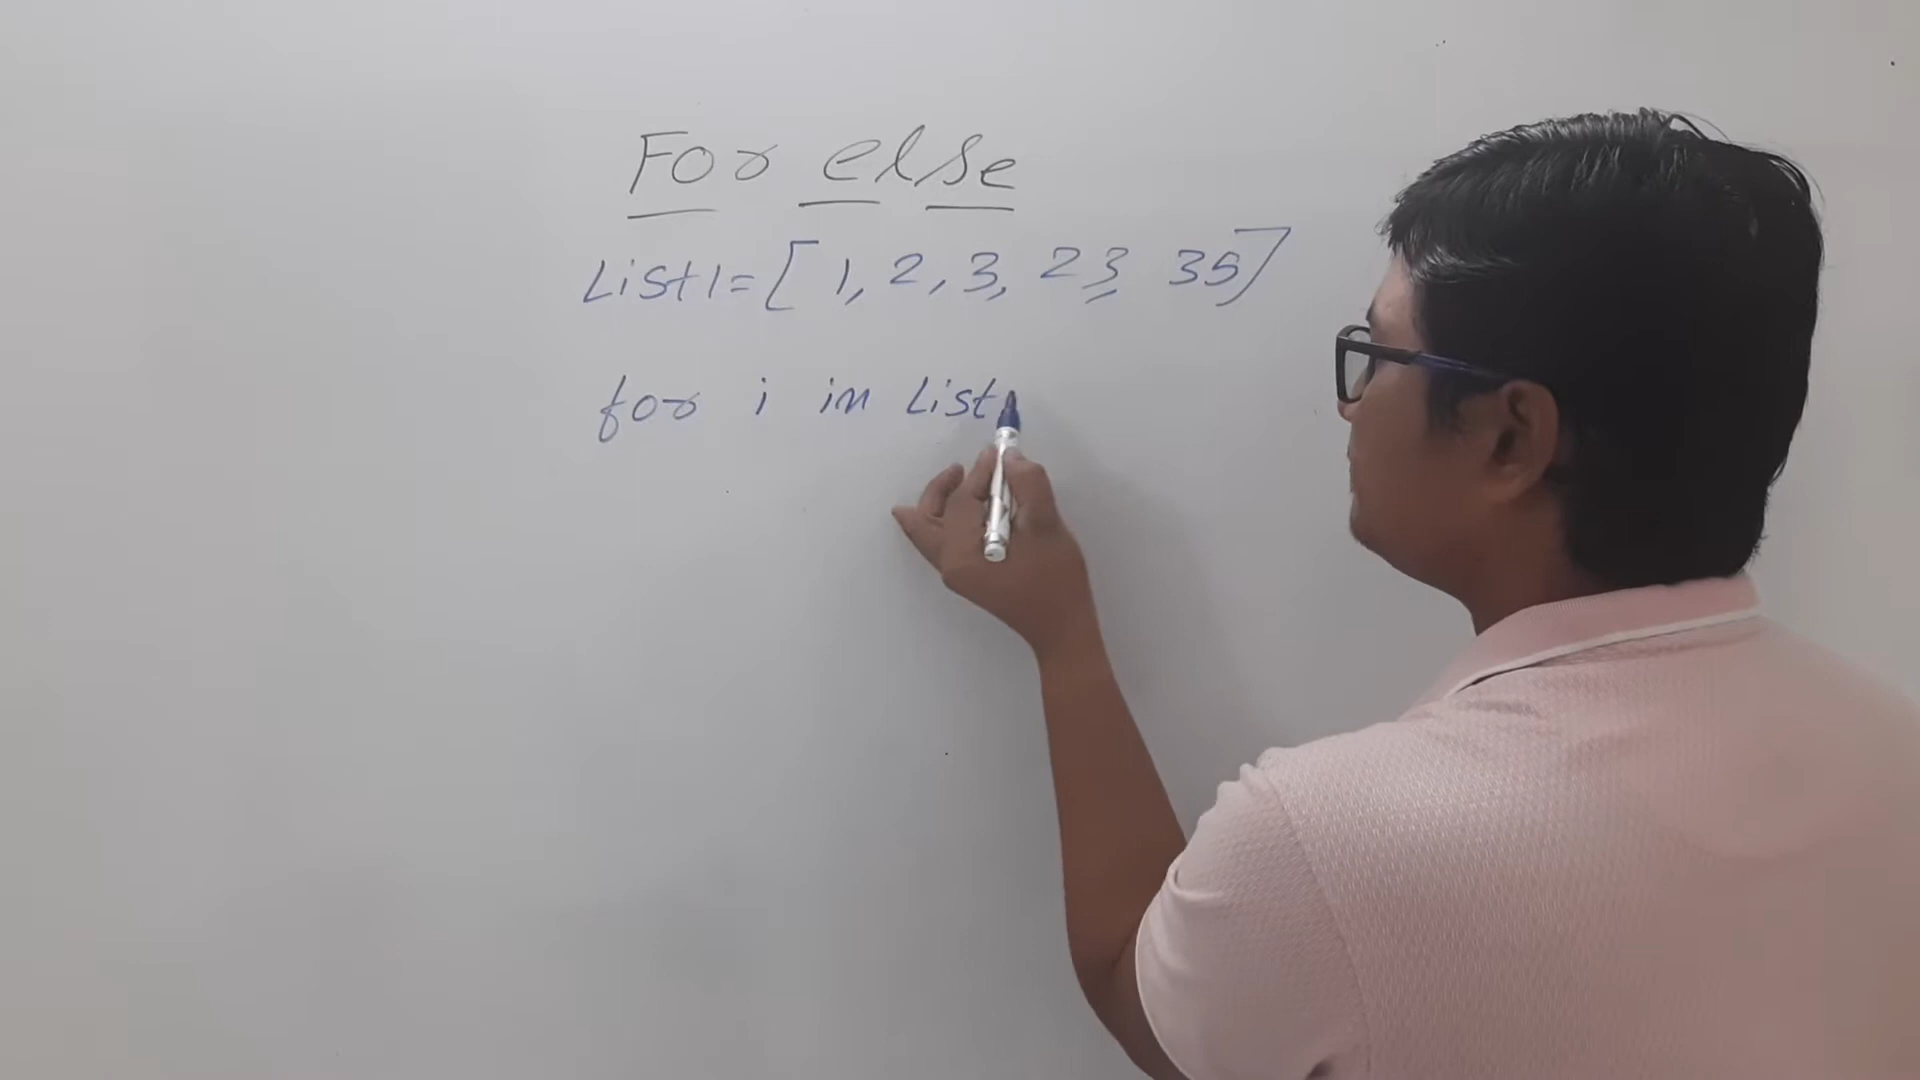 For else
List1=[1, 2, 3, 23, 35]
for i in List